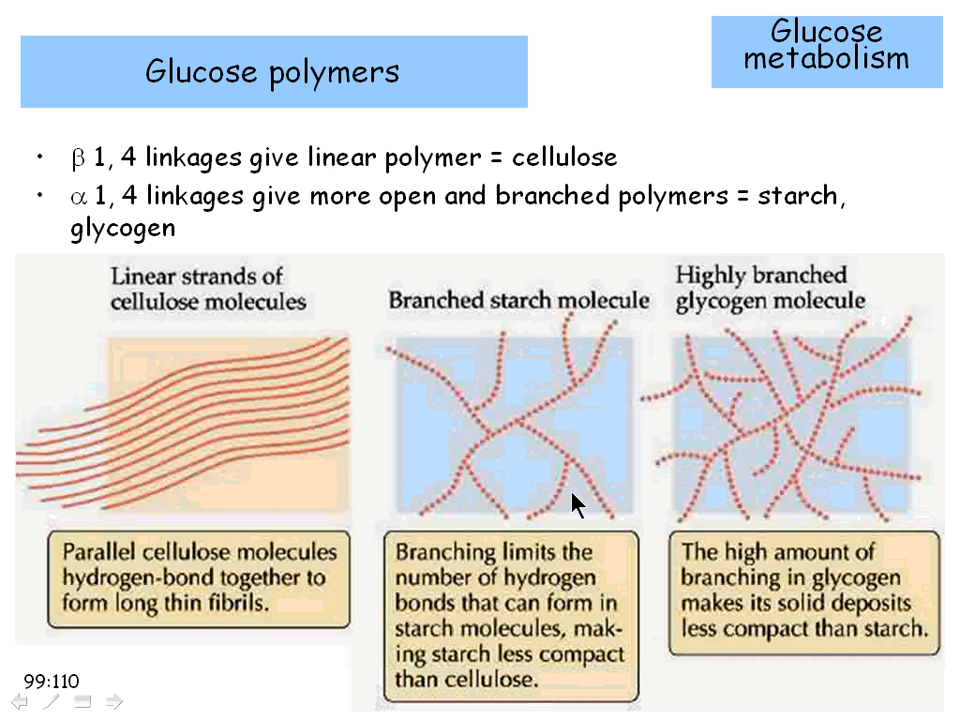 Glucose polymers
Glucose
metabolism
• β 1, 4 linkages give linear polymer = cellulose
• α 1, 4 linkages give more open and branched polymers = starch,
glycogen
Linear strands of
cellulose molecules
Branched starch molecule
Highly branched
glycogen molecule
Parallel cellulose molecules
hydrogen-bond together to
form long thin fibrils.
Branching limits the
number of hydrogen
bonds that can form in
starch molecules, mak-
ing starch less compact
than cellulose.
The high amount of
branching in glycogen
makes its solid deposits
less compact than starch.
99:110